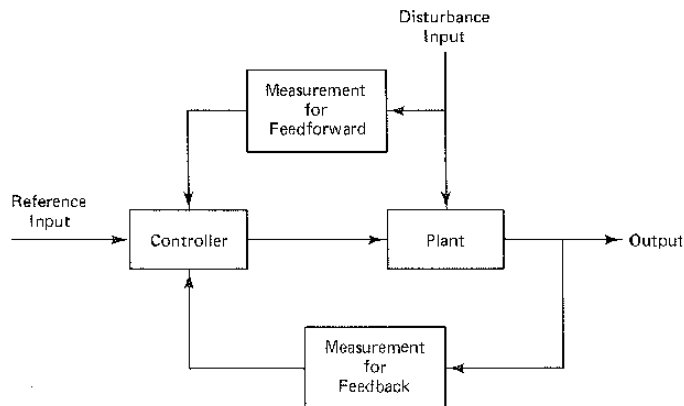 Disturbance
Input
Measurement
for
Feedforward
Reference
Input
Controller
Plant
Output
Measurement
for
Feedback